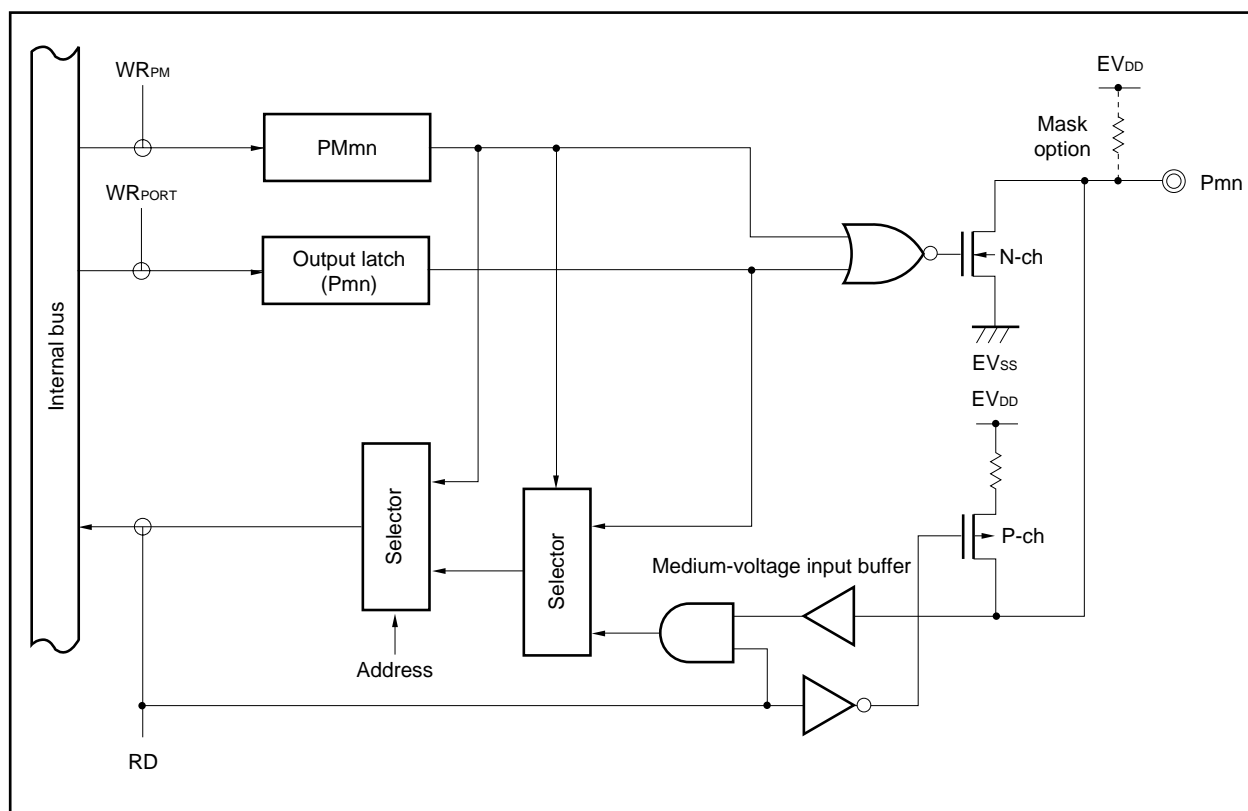 WRPM
EVDD
PMmn
Mask
option
Pmn
WRPORT
Output latch
(Pmn)
N-ch
Internal bus
EVSS
EVDD
Selector
Selector
P-ch
Medium-voltage input buffer
Address
RD